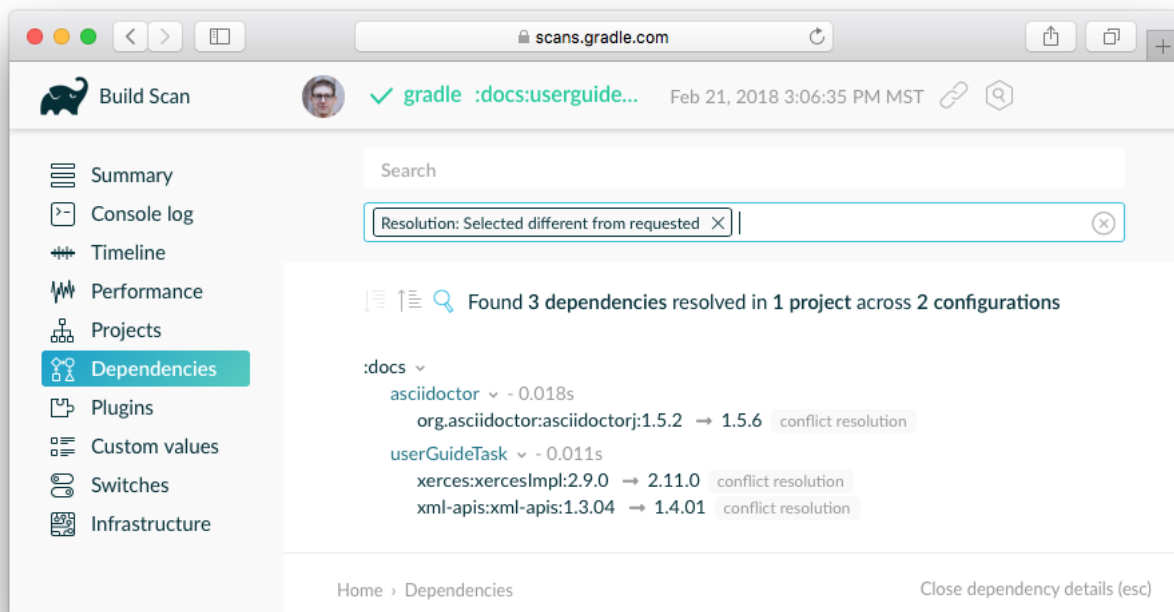 scans.gradle.com
Build Scan
gradle :docs:userguide... Feb 21, 2018 3:06:35 PM MST
Summary
Console log
Timeline
Performance
Projects
Dependencies
Plugins
Custom values
Switches
Infrastructure
Search
Resolution: Selected different from requested
Found 3 dependencies resolved in 1 project across 2 configurations
:docs
asciidoctor - 0.018s
org.asciidoctor:asciidoctorj:1.5.2 → 1.5.6 conflict resolution
userGuideTask - 0.011s
xerces:xercesImpl:2.9.0 → 2.11.0 conflict resolution
xml-apis:xml-apis:1.3.04 → 1.4.01 conflict resolution
Home › Dependencies
Close dependency details (esc)